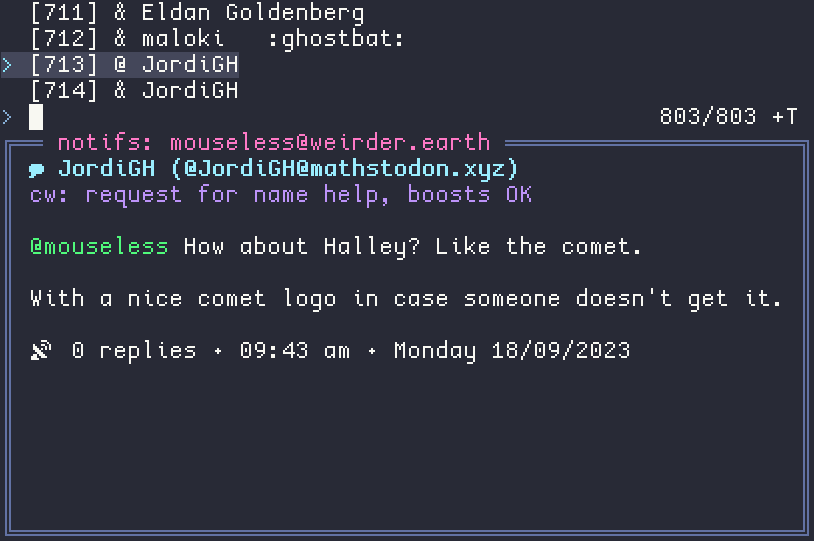 [711] & Eldan Goldenberg
[712] & maloki :ghostbat:
> [713] @ JordiGH
[714] & JordiGH
> 803/803 +T
notifs: mouseless@weirder.earth
JordiGH (@JordiGH@mathstodon.xyz)
cw: request for name help, boosts OK
@mouseless How about Halley? Like the comet.
With a nice comet logo in case someone doesn't get it.
0 replies • 09:43 am • Monday 18/09/2023